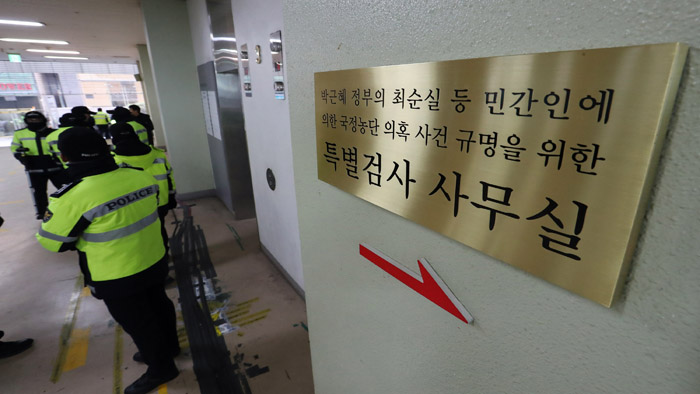 박근혜 정부의 최순실 등 민간인에
의한 국정농단 의혹 사건 규명을 위한
특별검사 사무실
POLICE